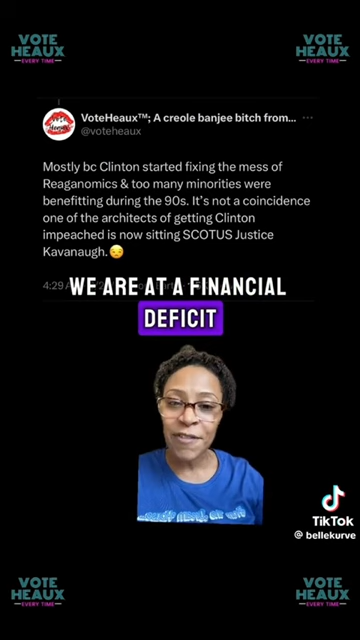 VOTE
HEAUX
EVERY TIME
VOTE
HEAUX
EVERY TIME
VoteHeaux™; A creole banjee bitch from... ···
@voteheaux
Mostly bc Clinton started fixing the mess of
Reaganomics & too many minorities were
benefitting during the 90s. It's not a coincidence
one of the architects of getting Clinton
impeached is now sitting SCOTUS Justice
Kavanaugh.😒
4:29
WE ARE AT A FINANCIAL
DEFICIT
TikTok
@bellekurve
VOTE
HEAUX
EVERY TIME
VOTE
HEAUX
EVERY TIME